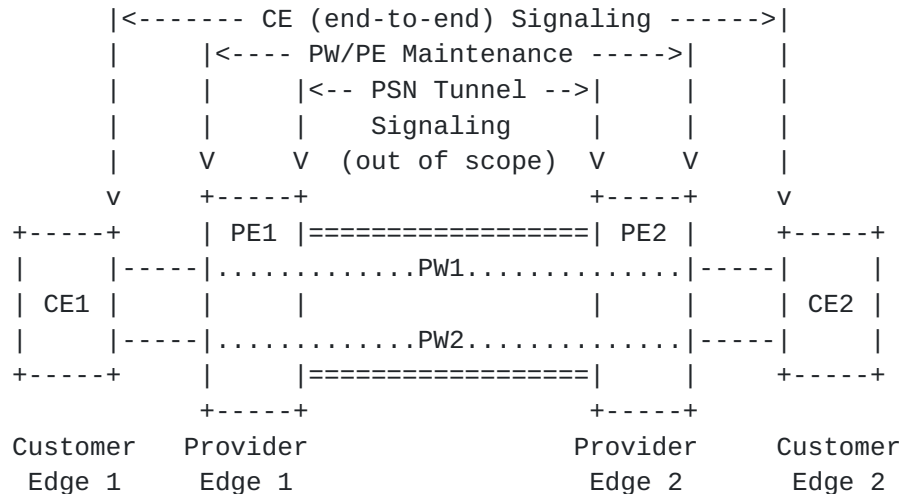 |<------- CE (end-to-end) Signaling ------>|
|     |<---- PW/PE Maintenance ----->|     |
|     |     |<-- PSN Tunnel -->|     |     |
|     |     |    Signaling     |     |     |
|     V     V  (out of scope)  V     V     |
v     +-----+                  +-----+     v
+-----+     | PE1 |==================| PE2 |     +-----+
|     |-----|.............PW1..............|-----|     |
| CE1 |     |     |                  |     |     | CE2 |
|     |-----|.............PW2..............|-----|     |
+-----+     |     |==================|     |     +-----+
+-----+                  +-----+
Customer   Provider                 Provider   Customer
Edge 1     Edge 1                   Edge 2     Edge 2